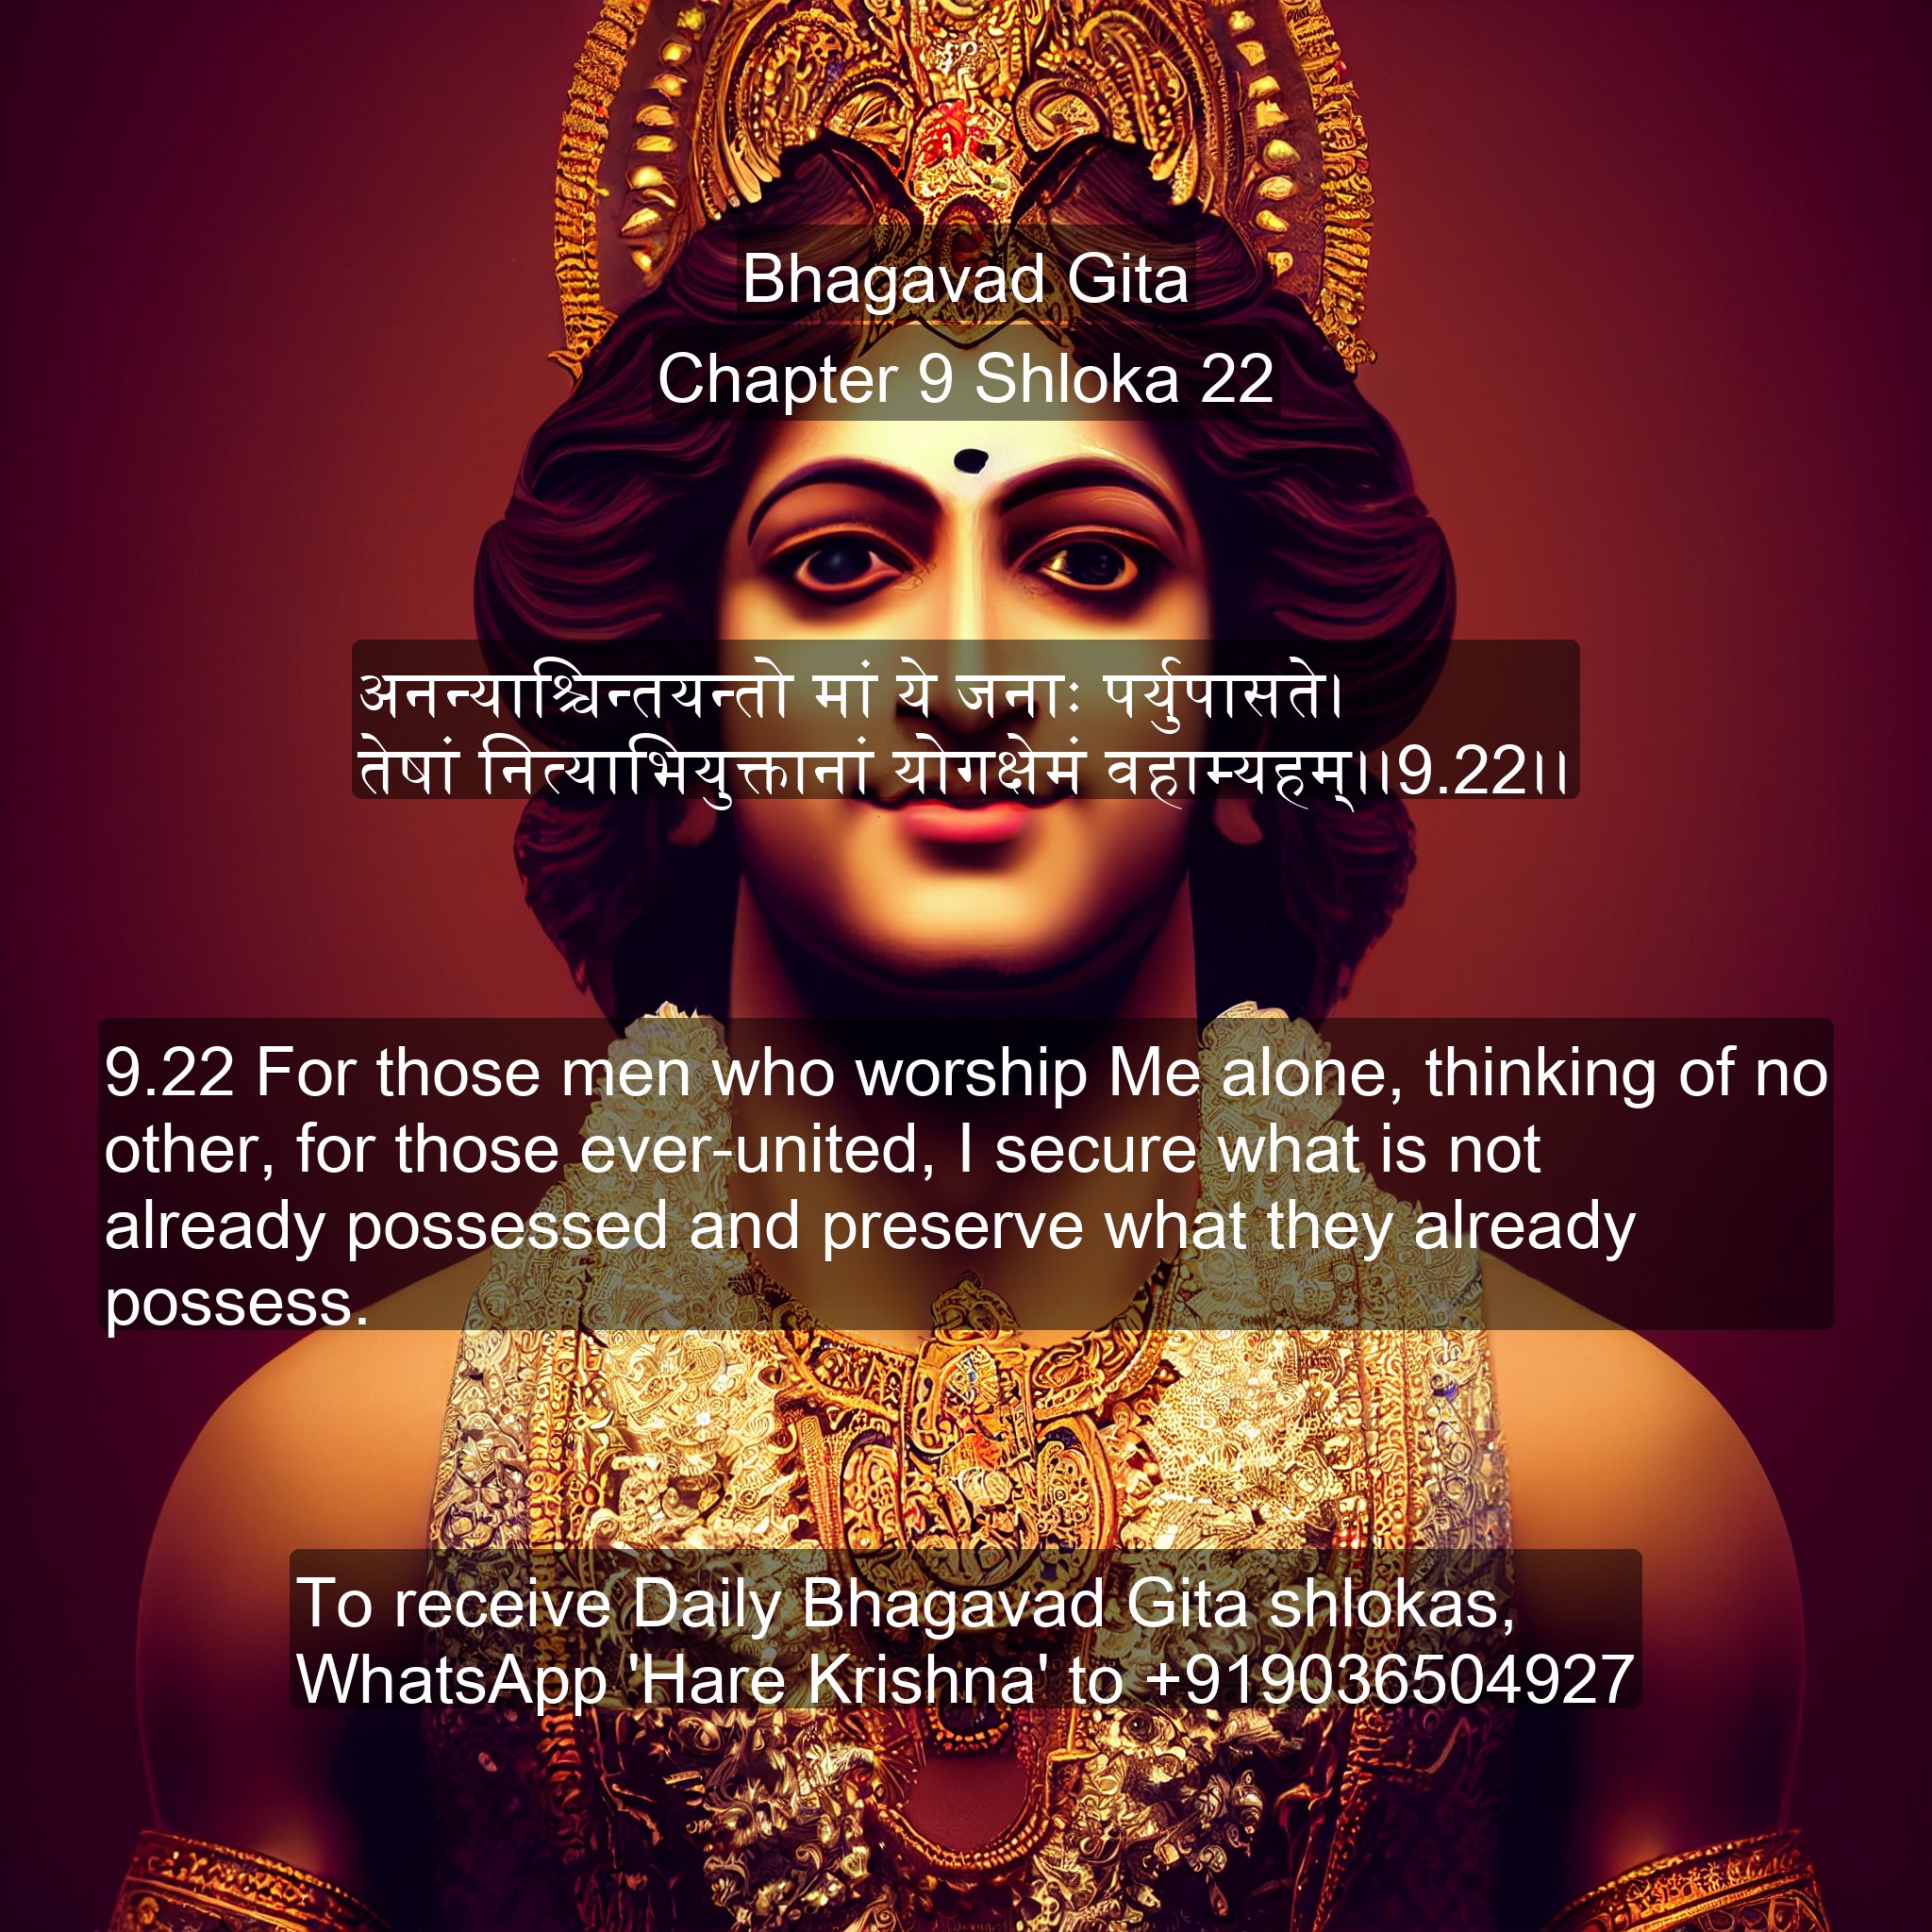 Bhagavad Gita
Chapter 9 Shloka 22
अनन्याश्चिन्तयन्तो मां ये जनाः पर्युपासते।
तेषां नित्याभियुक्तानां योगक्षेमं वहाम्यहम्।।9.22।।
9.22 For those men who worship Me alone, thinking of no
other, for those ever-united, I secure what is not
already possessed and preserve what they already
possess.
To receive Daily Bhagavad Gita shlokas,
WhatsApp 'Hare Krishna' to +919036504927